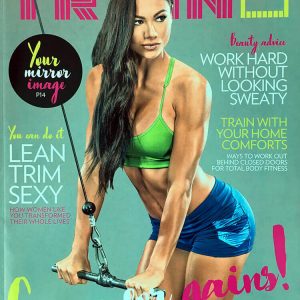 Your
mirror
image
P14
Beauty advice
WORK HARD
WITHOUT
LOOKING
SWEATY
TRAIN WITH
YOUR HOME
COMFORTS
WAYS TO WORK OUT
BEHIND CLOSED DOORS
FOR TOTAL BODY FITNESS
You can do it
LEAN
TRIM
SEXY
HOW WOMEN LIKE
YOU TRANSFORMED
THEIR WHOLE LIVES
gains!